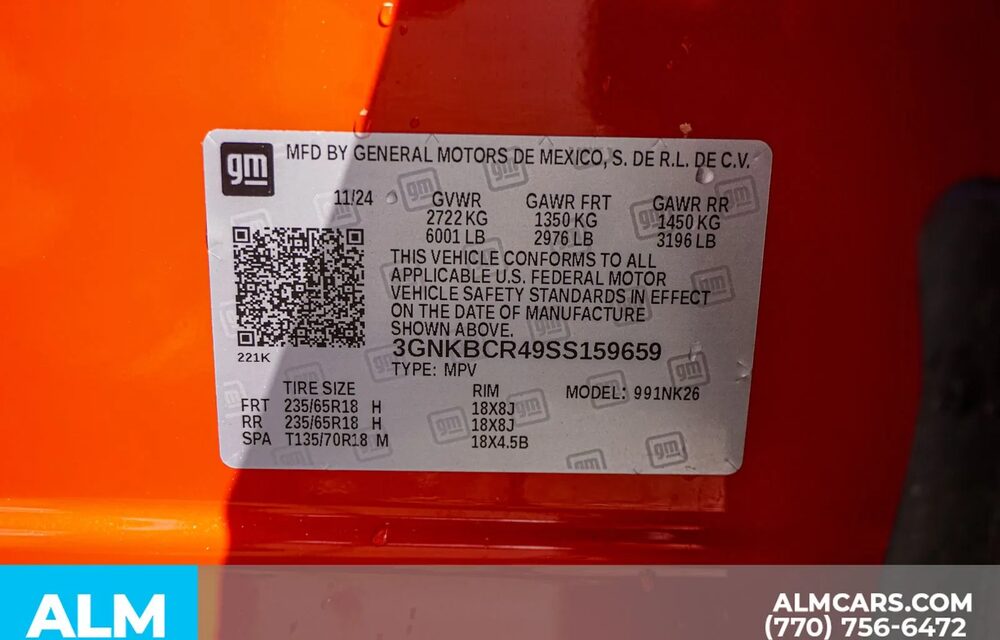 gm
MFD BY GENERAL MOTORS DE MEXICO, S. DE R.L. DE C.V.
11/24 GVWR GAWR FRT GAWR RR
2722 KG 1350 KG 1450 KG
6001 LB 2976 LB 3196 LB
THIS VEHICLE CONFORMS TO ALL
APPLICABLE U.S. FEDERAL MOTOR
VEHICLE SAFETY STANDARDS IN EFFECT
ON THE DATE OF MANUFACTURE
SHOWN ABOVE.
221K
3GNKBCR49SS159659
TYPE: MPV
TIRE SIZE RIM MODEL: 991NK26
FRT 235/65R18 H 18X8J
RR 235/65R18 H 18X8J
SPA T135/70R18 M 18X4.5B
ALM
ALMCARS.COM
(770) 756-6472